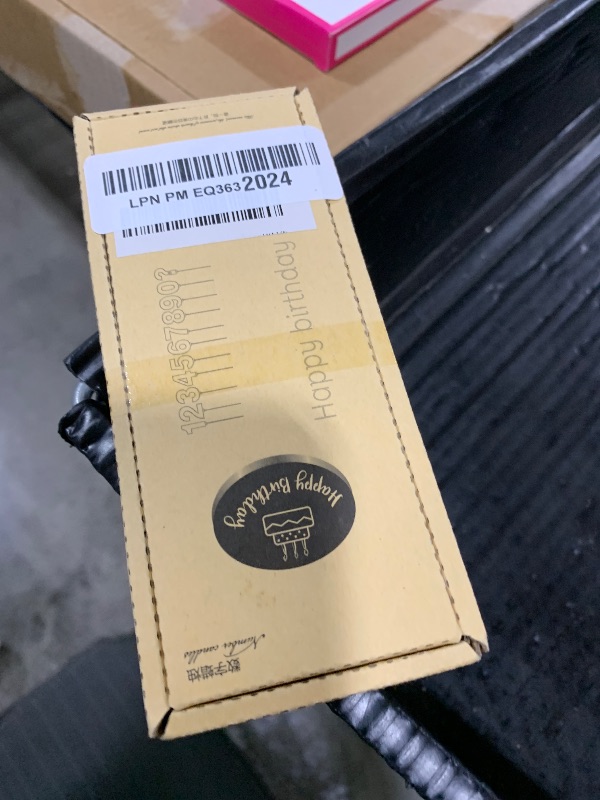 LPN PM EQ3632024
1234567890?
Happy birthday
Happy Birthday
Number candles
数字蜡烛